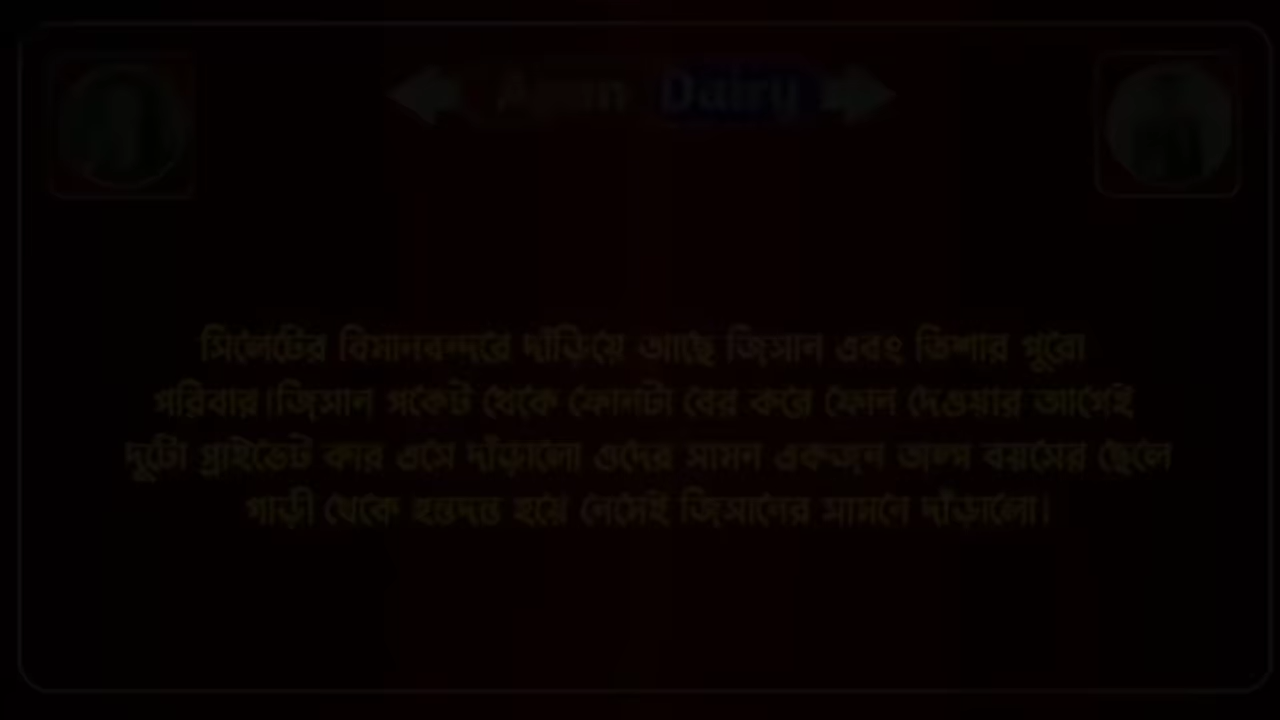 Dairy
সিলেটের বিমানবন্দরে দাঁড়িয়ে আছে জিসান এবং তিশার পুরো
পরিবার।জিসান পকেট থেকে ফোনটা বের করে ফোন দেওয়ার আগেই
দুটো প্রাইভেট কার এসে দাঁড়ালো ওদের সামন একজন অল্প বয়সের ছেলে
গাড়ী থেকে হন্তদন্ত হয়ে নেমেই জিসানের সামনে দাঁড়ালো।